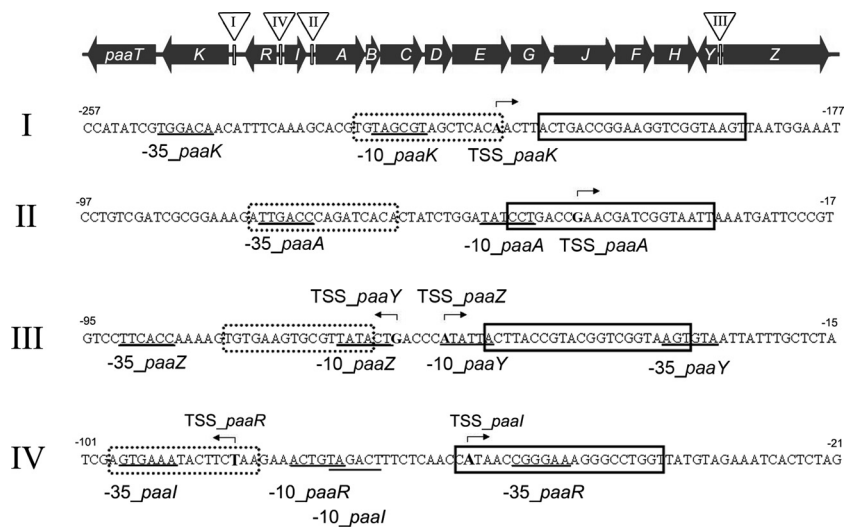 I IV II III
paaT K R I A B C D E G J F H Y Z
-257 -177
I CCATATCGTGGACAACATTTCAAAGCACGTGTAGCGTAGCTCACAACTTACTGACCGGAAGGTCGGTAAGTTAATGGAAAT
-35_paaK -10_paaK TSS_paaK
-97 -17
II CCTGTCGATCGCGGAAAGATTGACCCAGATCACACTATCTGGATATCCTGACCGAACGATCGGTAATTAAATGATTCCCGT
-35_paaA -10_paaA TSS_paaA
TSS_paaY TSS_paaZ
-95 -15
III GTCCTTCACCAAAAGTGTGAAGTGCGTTATACTGACCCATATTACTTACCGTACGGTCGGTAAGTGTAATTATTTGCTCTA
-35_paaZ -10_paaZ -10_paaY -35_paaY
TSS_paaR TSS_paaI
-101 -21
IV TCGAGTGAAATACTTCTAAGAAACTGTAGACTTTCTCAACCATAACCGGGAAAGGGCCTGGTTATGTAGAAATCACTCTAG
-35_paaI -10_paaR -35_paaR
-10_paaI